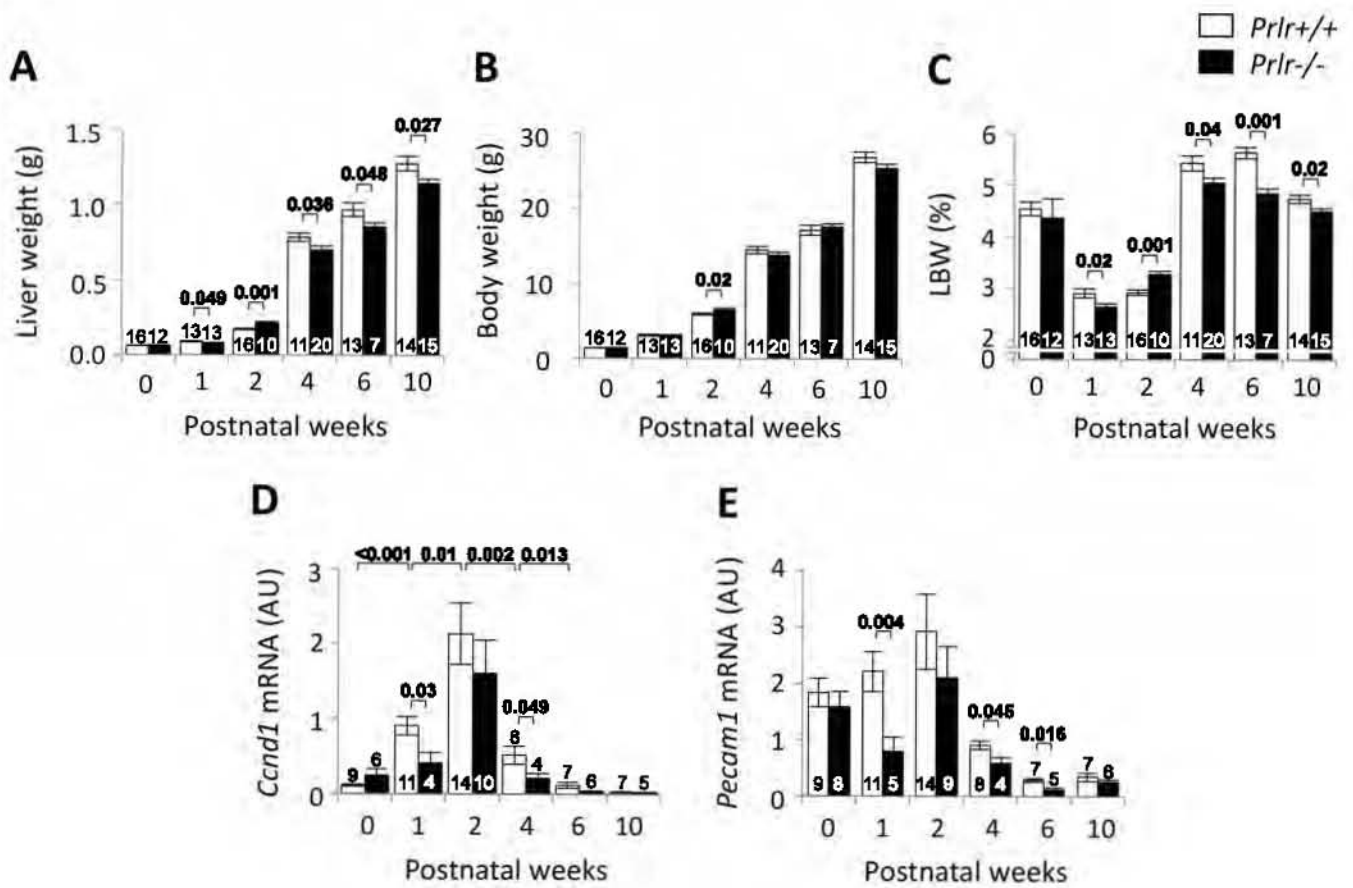 Prlr+/+
Prlr-/-
A
Liver weight (g)
1.5
1.0
0.5
0.0
0.049
0.001
0.036
0.048
0.027
16 12 13 13 16 10 11 20 13 7 14 15
0 1 2 4 6 10
Postnatal weeks
B
Body weight (g)
30
20
10
0
0.02
16 12 13 13 16 10 11 20 13 7 14 15
0 1 2 4 6 10
Postnatal weeks
C
LBW (%)
6
5
4
3
2
0
0.02
0.001
0.04
0.001
0.02
16 12 13 13 16 10 11 20 13 7 14 15
0 1 2 4 6 10
Postnatal weeks
D
Ccnd1 mRNA (AU)
3
2
1
0
<0.001 0.01 0.002 0.013
0.03
0.049
9 6 11 4 14 10 8 4 7 6 7 5
0 1 2 4 6 10
Postnatal weeks
E
Pecam1 mRNA (AU)
4
3
2
1
0
0.004
0.045
0.016
9 8 11 5 14 9 8 4 7 5 7 6
0 1 2 4 6 10
Postnatal weeks